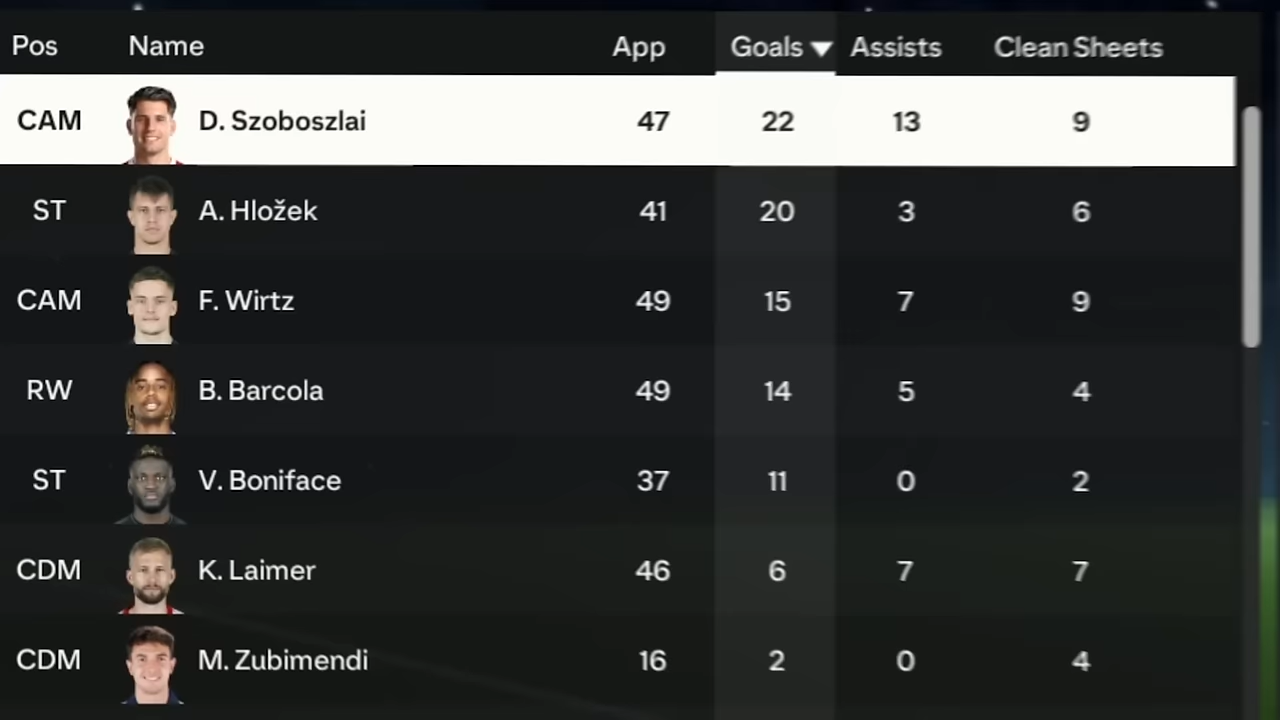 Pos Name App Goals Assists Clean Sheets
CAM D. Szoboszlai 47 22 13 9
ST A. Hložek 41 20 3 6
CAM F. Wirtz 49 15 7 9
RW B. Barcola 49 14 5 4
ST V. Boniface 37 11 0 2
CDM K. Laimer 46 6 7 7
CDM M. Zubimendi 16 2 0 4